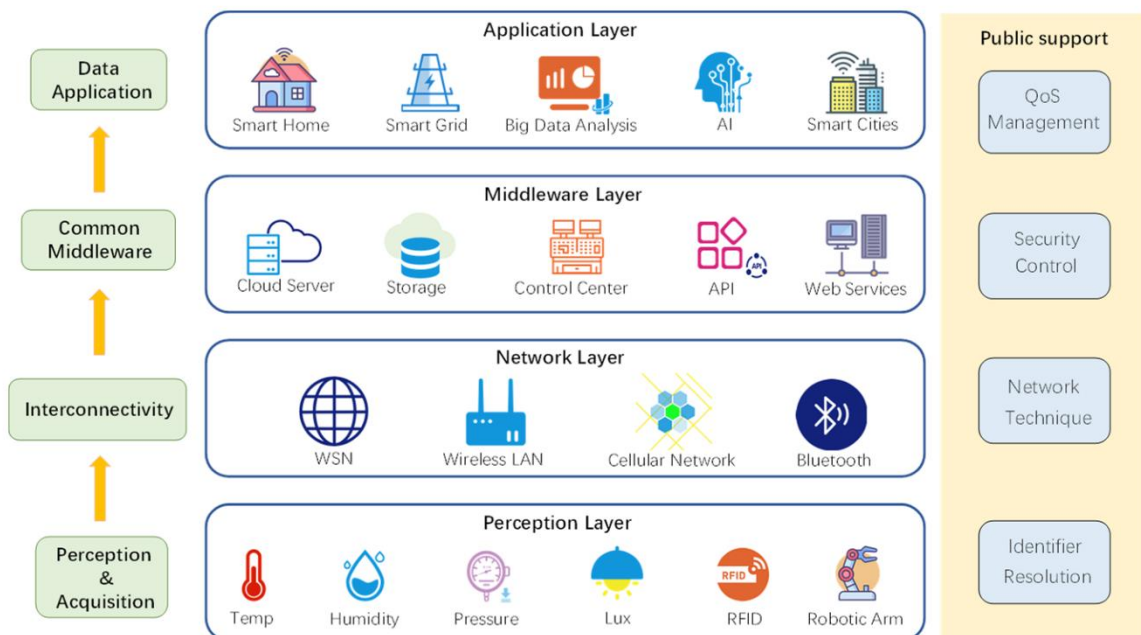 Data
Application
Common
Middleware
Interconnectivity
Perception
&
Acquisition
Application Layer
Smart Home
Smart Grid
Big Data Analysis
AI
Smart Cities
Middleware Layer
Cloud Server
Storage
Control Center
API
API
Web Services
Network Layer
WSN
Wireless LAN
Cellular Network
Bluetooth
Perception Layer
Temp
Humidity
Pressure
Lux
RFID
RFID
Robotic Arm
Public support
QoS
Management
Security
Control
Network
Technique
Identifier
Resolution